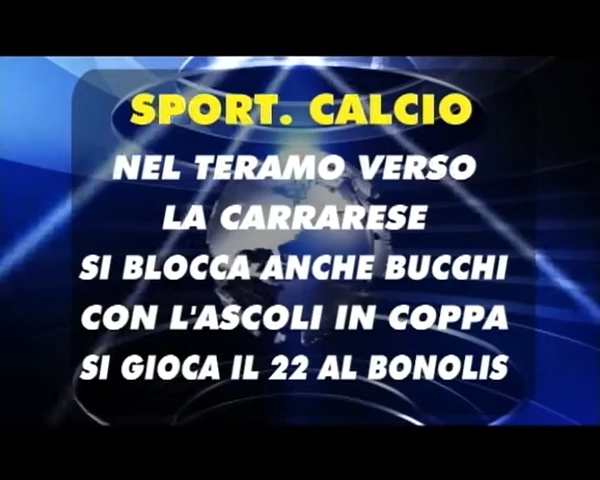 SPORT. CALCIO
NEL TERAMO VERSO
LA CARRARESE
SI BLOCCA ANCHE BUCCHI
CON L'ASCOLI IN COPPA
SI GIOCA IL 22 AL BONOLIS